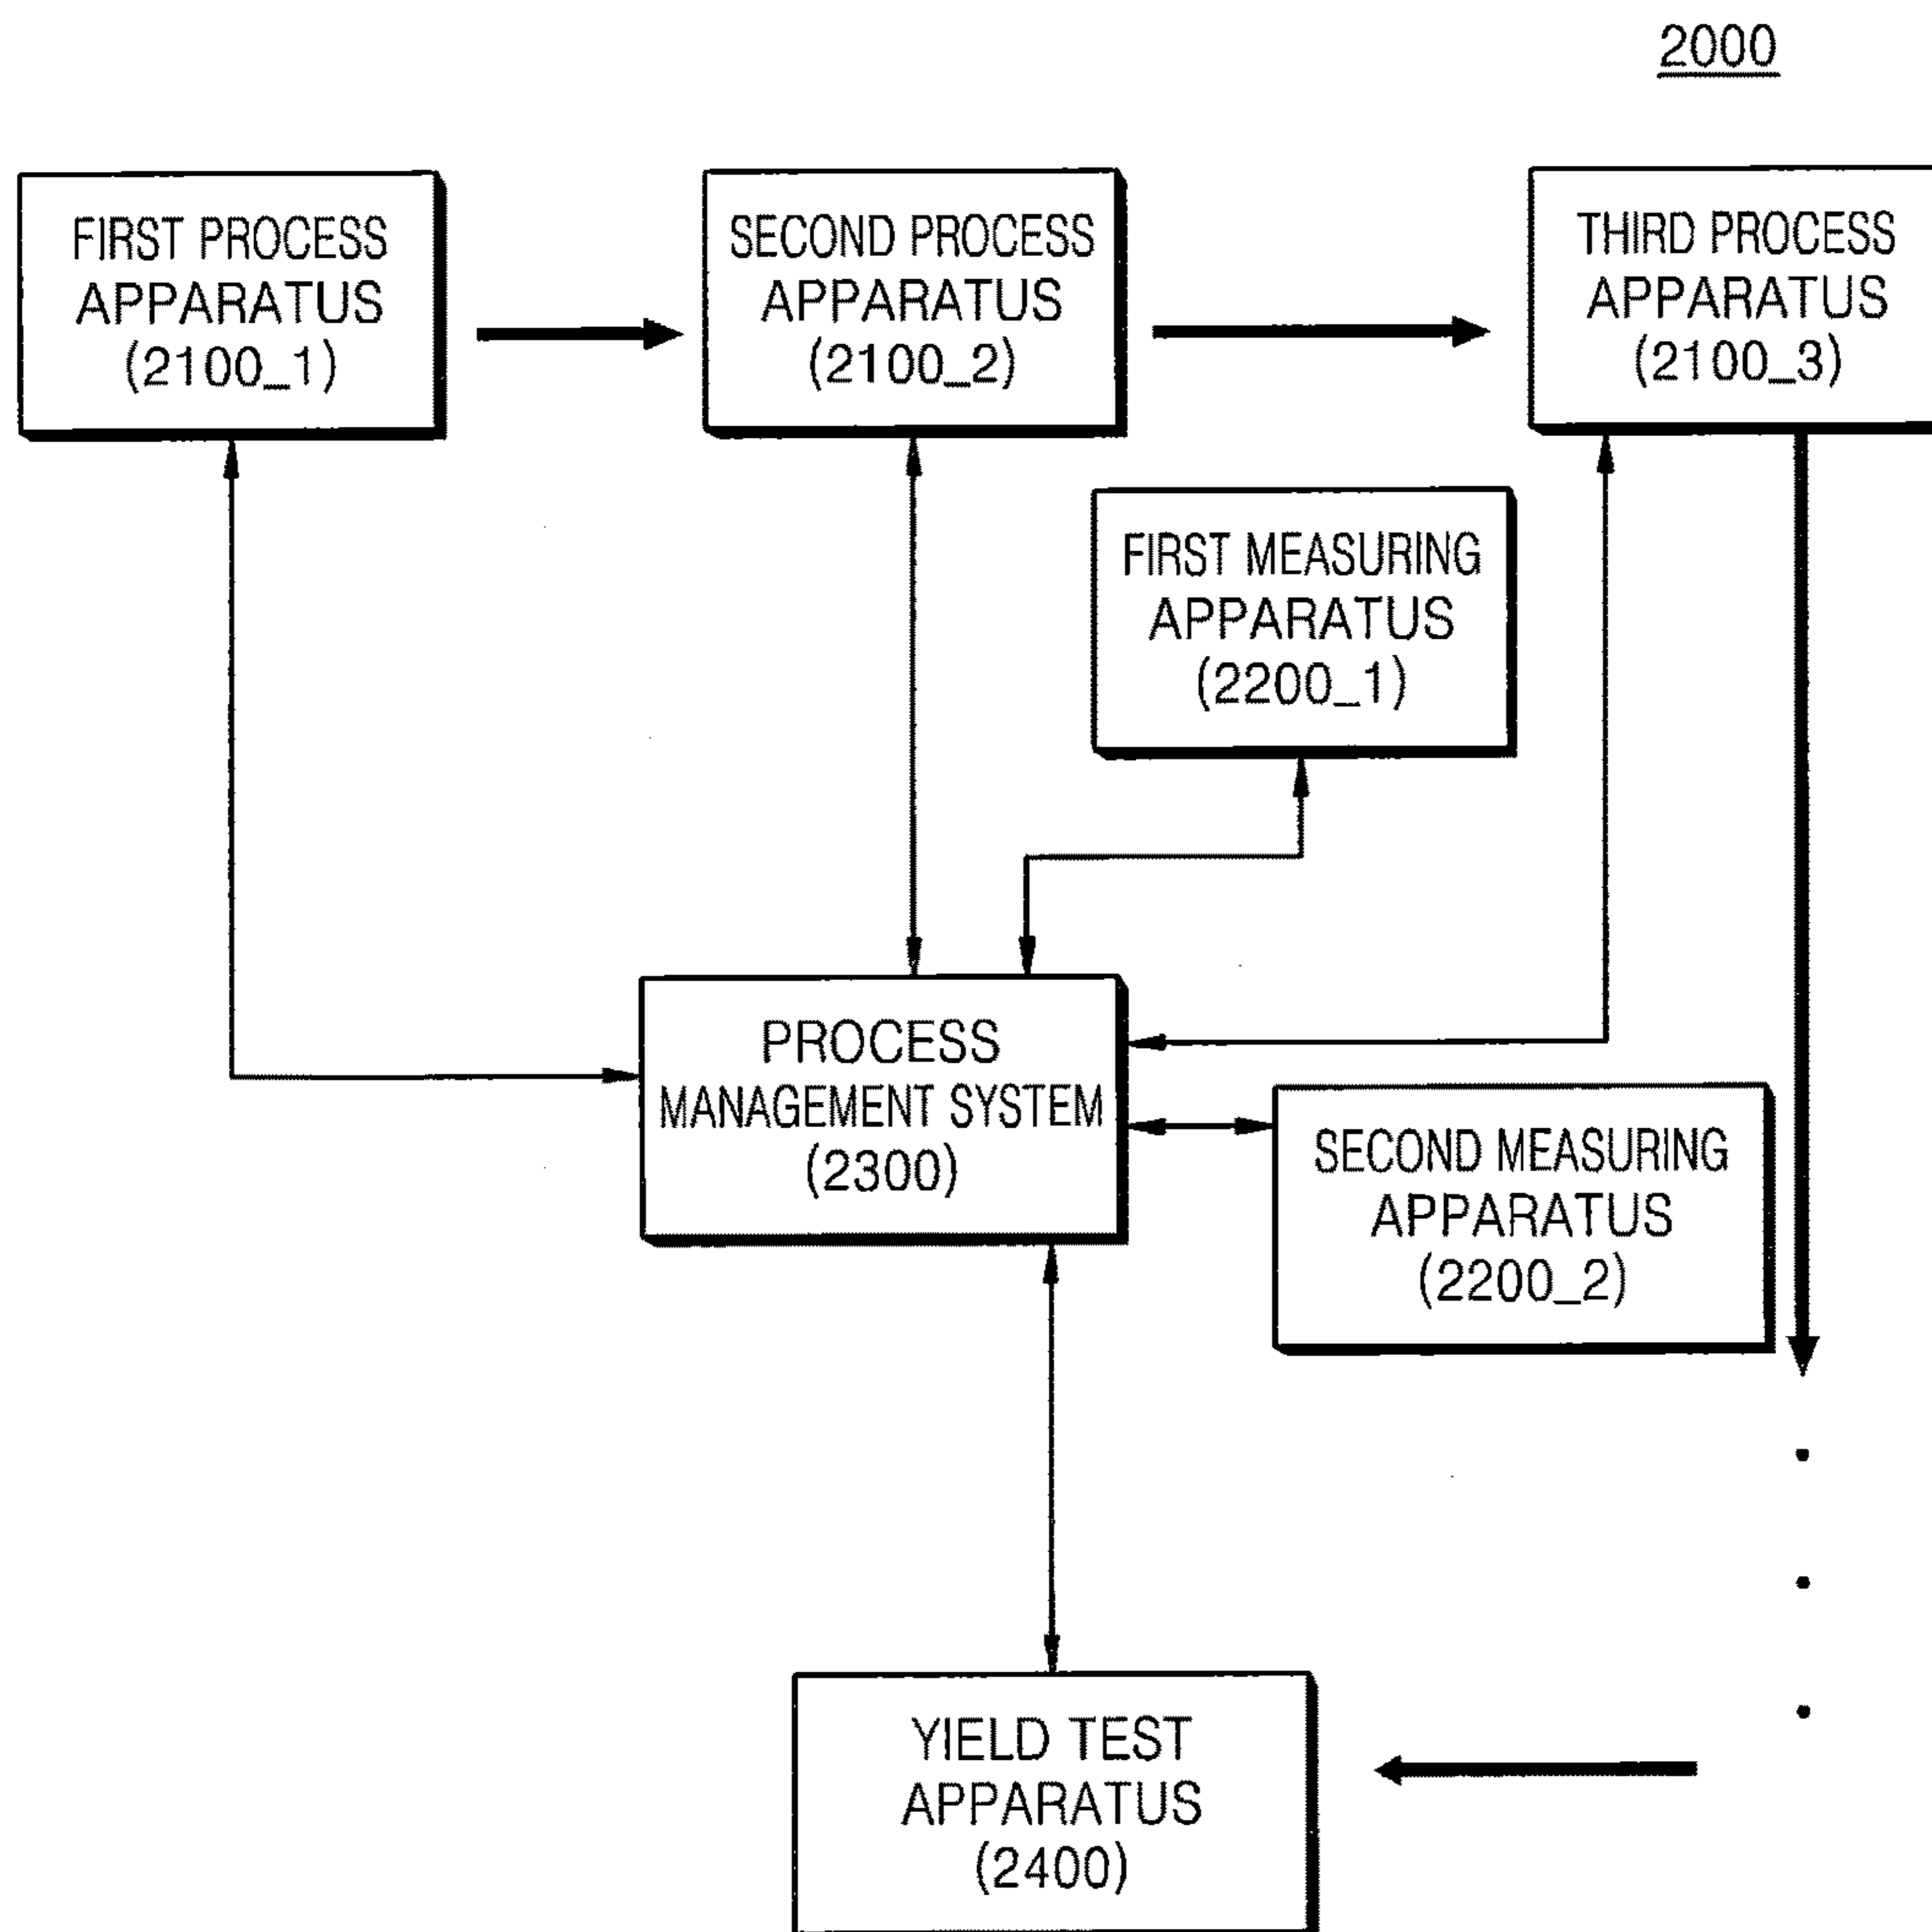 2000
FIRST PROCESS
APPARATUS
(2100_1)
SECOND PROCESS
APPARATUS
(2100_2)
THIRD PROCESS
APPARATUS
(2100_3)
FIRST MEASURING
APPARATUS
(2200_1)
PROCESS
MANAGEMENT SYSTEM
(2300)
SECOND MEASURING
APPARATUS
(2200_2)
YIELD TEST
APPARATUS
(2400)